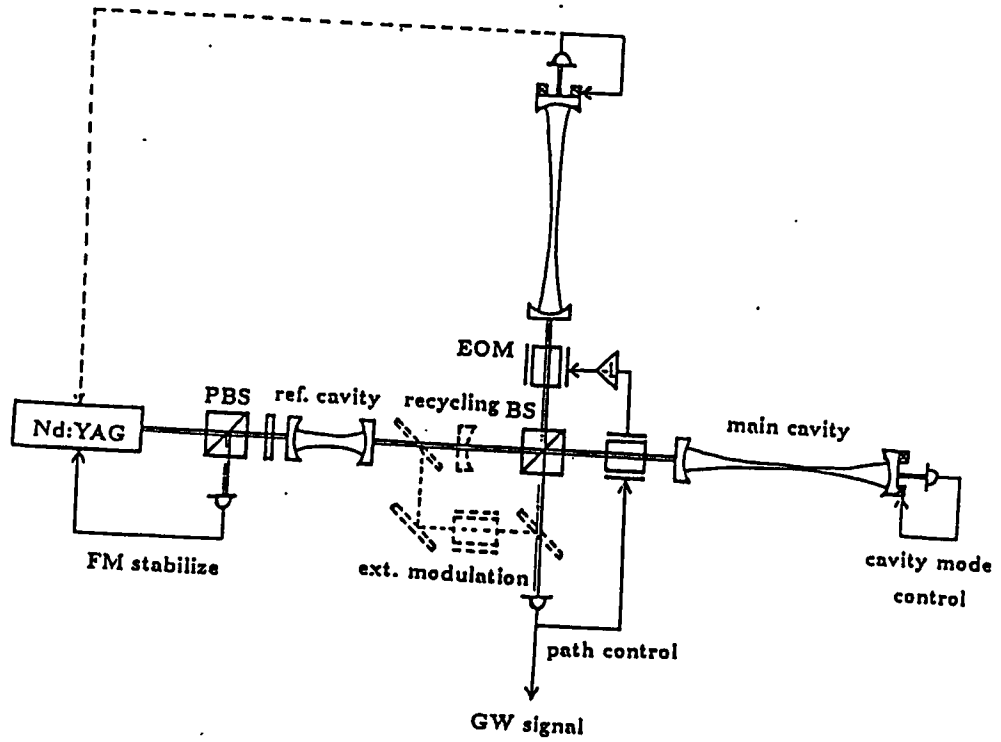 EOM
-1
PBS
ref. cavity
recycling
BS
Nd:YAG
main cavity
FM stabilize
ext. modulation
cavity mode
control
path control
GW signal